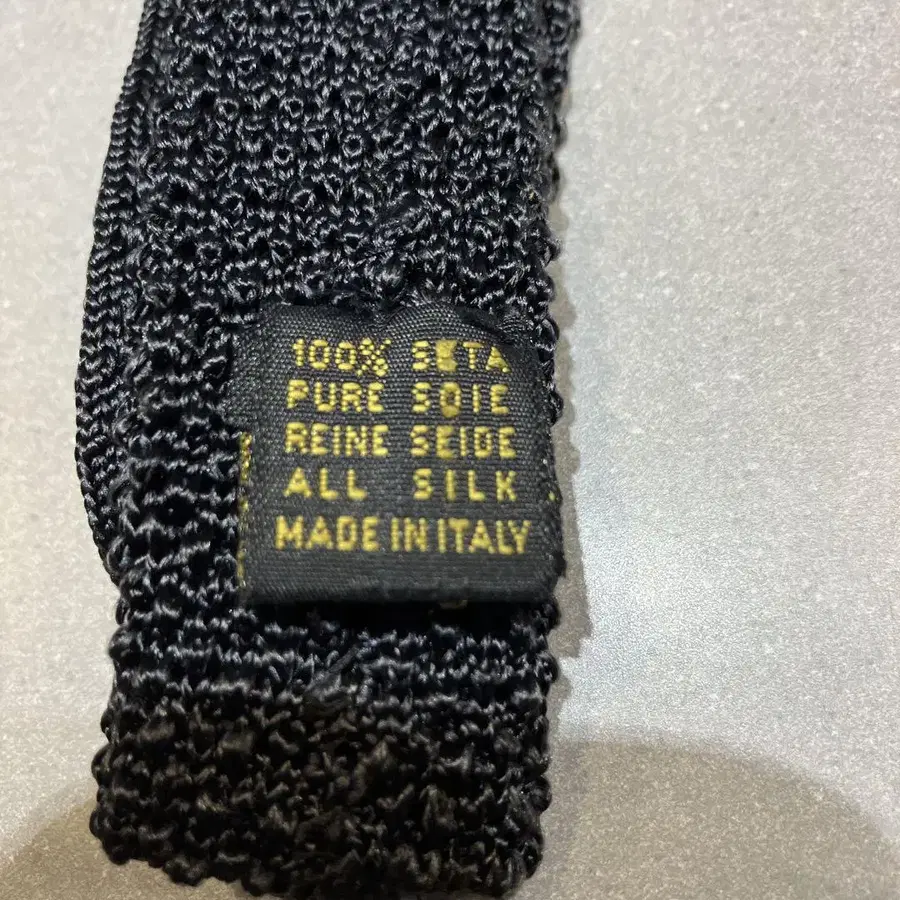 100% SETA
PURE SOIE
REINE SEIDE
ALL SILK
MADE IN ITALY